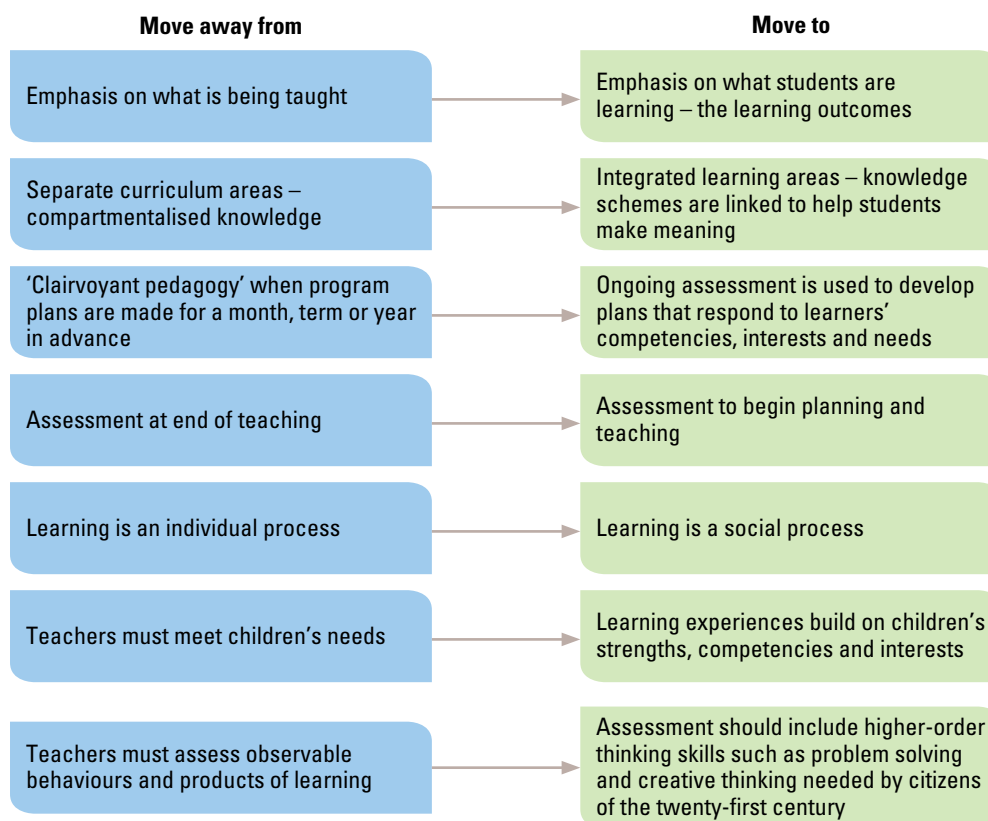 Move away from
Move to
Emphasis on what is being taught
Emphasis on what students are
learning – the learning outcomes
Separate curriculum areas –
compartmentalised knowledge
Integrated learning areas – knowledge
schemes are linked to help students
make meaning
‘Clairvoyant pedagogy’ when program
plans are made for a month, term or year
in advance
Ongoing assessment is used to develop
plans that respond to learners’
competencies, interests and needs
Assessment at end of teaching
Assessment to begin planning and
teaching
Learning is an individual process
Learning is a social process
Teachers must meet children’s needs
Learning experiences build on children’s
strengths, competencies and interests
Teachers must assess observable
behaviours and products of learning
Assessment should include higher-order
thinking skills such as problem solving
and creative thinking needed by citizens
of the twenty-first century